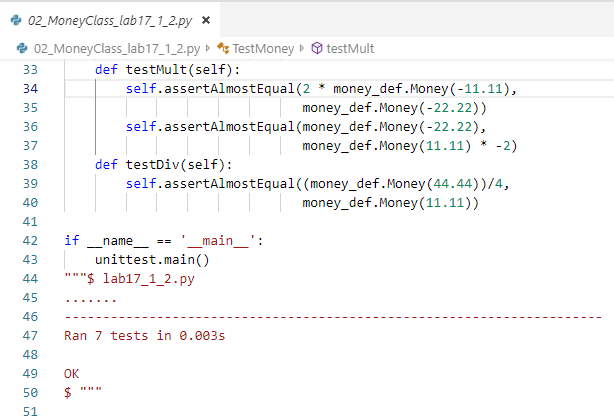 02_MoneyClass_lab17_1_2.py ×
02_MoneyClass_lab17_1_2.py > TestMoney > testMult
33     def testMult(self):
34         self.assertAlmostEqual(2 * money_def.Money(-11.11),
35                                money_def.Money(-22.22))
36         self.assertAlmostEqual(money_def.Money(-22.22),
37                                money_def.Money(11.11) * -2)
38     def testDiv(self):
39         self.assertAlmostEqual((money_def.Money(44.44))/4,
40                                money_def.Money(11.11))
41
42 if __name__ == '__main__':
43     unittest.main()
44 """$ lab17_1_2.py
45 .......
46 ----------------------------------------------------------------------
47 Ran 7 tests in 0.003s
48
49 OK
50 $ """
51